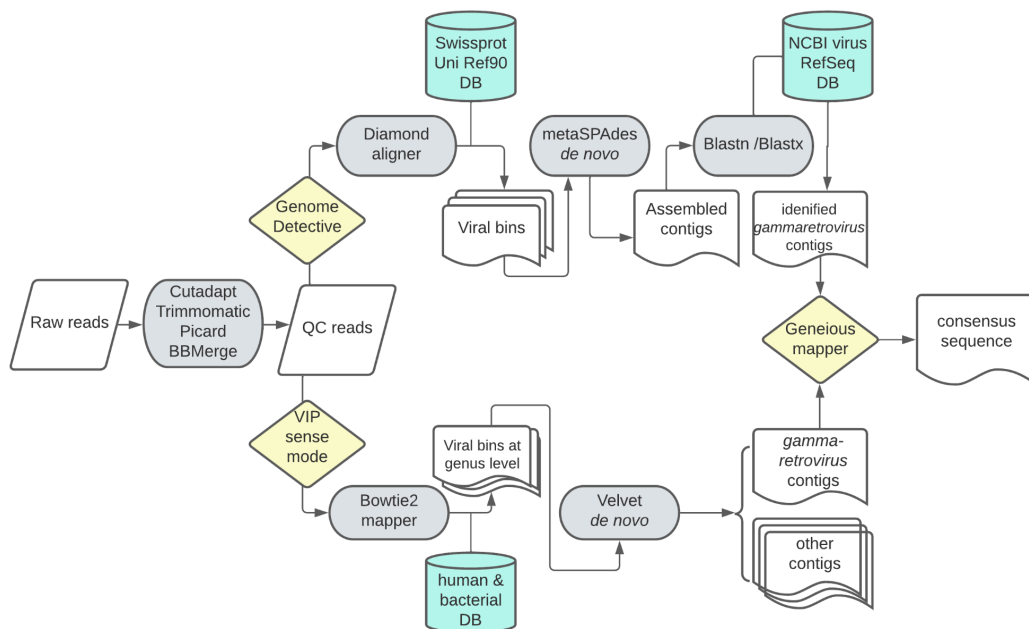 Swissprot
Uni Ref90
DB
NCBI virus
RefSeq
DB
Diamond
aligner
metaSPAdes
de novo
Blastn /Blastx
Genome
Detective
Viral bins
Assembled
contigs
idenified
gammaretrovirus
contigs
Raw reads
Cutadapt
Trimmomatic
Picard
BBMerge
QC reads
Geneious
mapper
consensus
sequence
VIP
sense
mode
Viral bins at
genus level
gamma-
retrovirus
contigs
Bowtie2
mapper
Velvet
de novo
other
contigs
human &
bacterial
DB